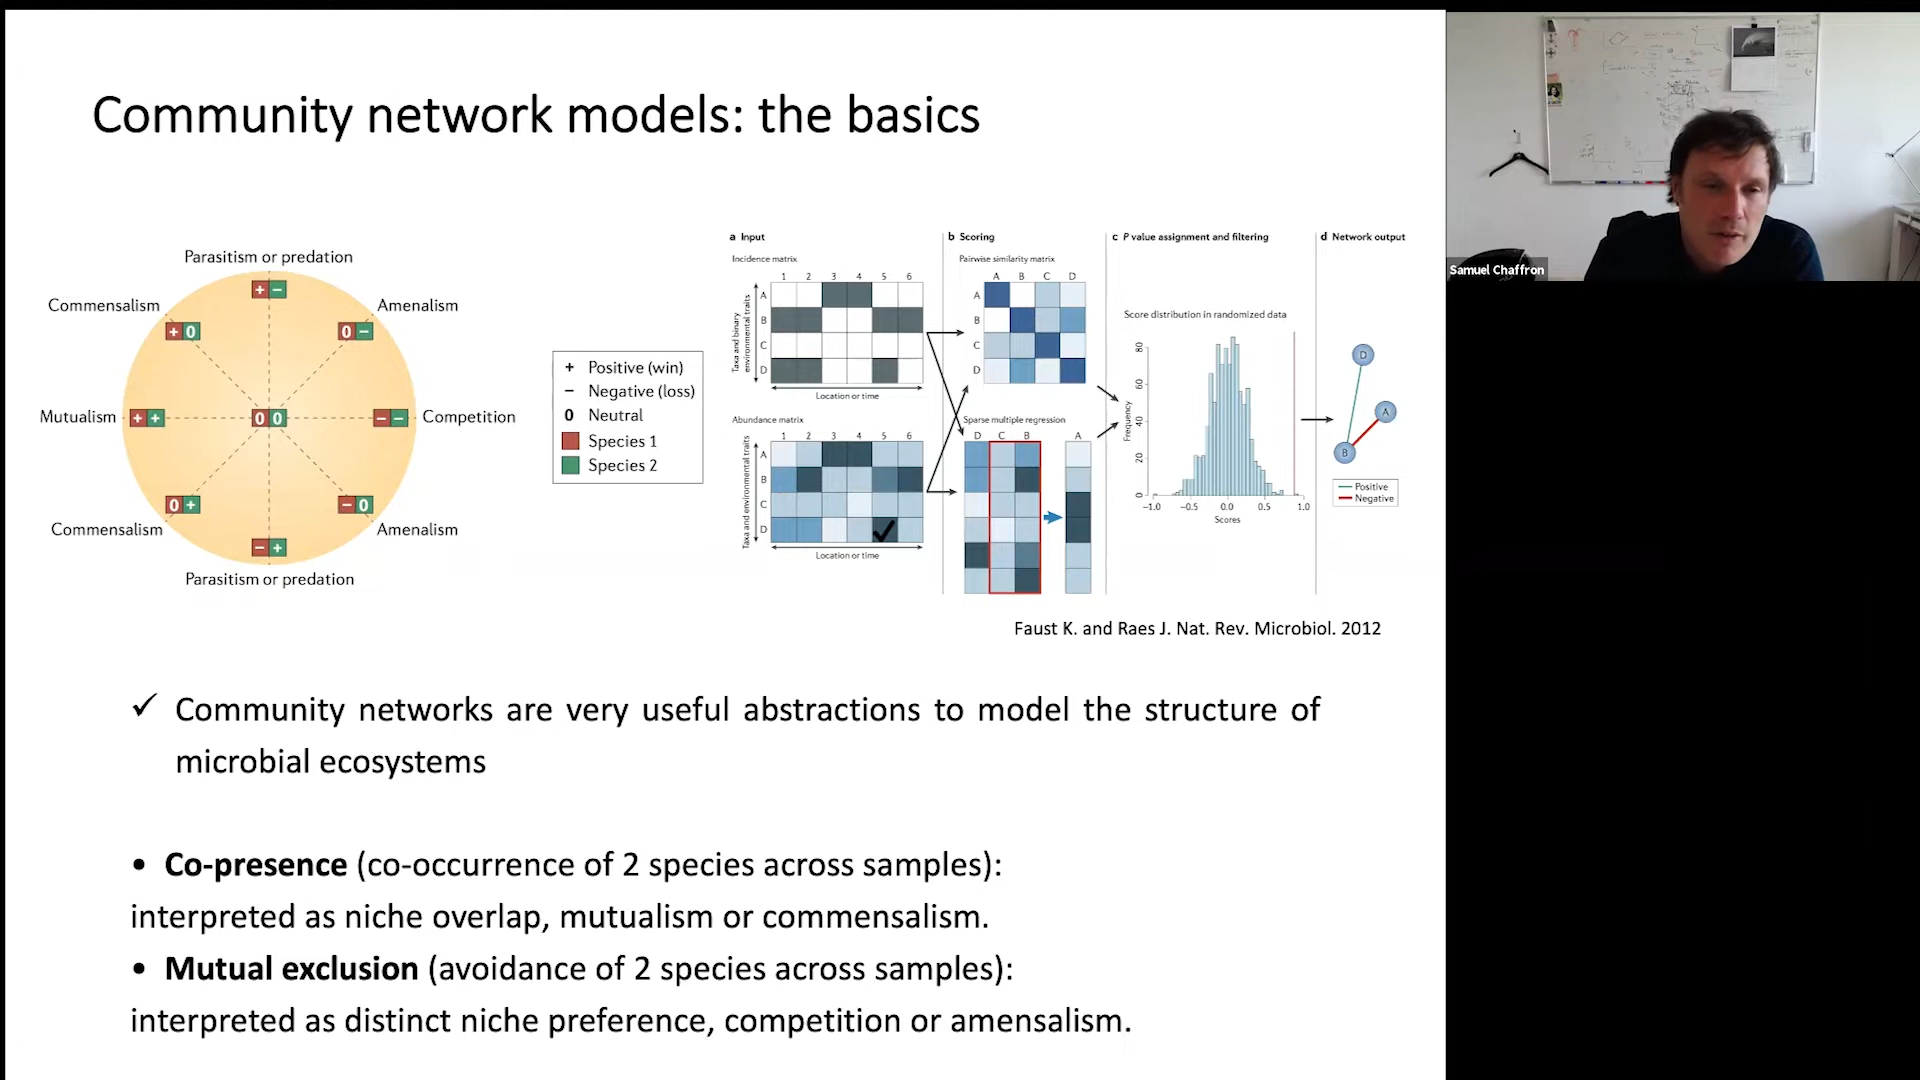 Community network models: the basics
Parasitism or predation
Commensalism
Amenalism
+ −
+ 0
0 −
Mutualism
+ +
0 0
− −
Competition
0 +
− 0
Commensalism
Amenalism
− +
Parasitism or predation
+ Positive (win)
− Negative (loss)
0 Neutral
Species 1
Species 2
a Input
Incidence matrix
1 2 3 4 5 6
Taxa and binary
environmental traits
A
B
C
D
Location or time
Abundance matrix
1 2 3 4 5 6
Taxa and environmental traits
A
B
C
D
Location or time
b Scoring
Pairwise similarity matrix
A B C D
A
B
C
D
Sparse multiple regression
D C B A
c P value assignment and filtering
Score distribution in randomized data
Frequency
80
60
40
20
0
−1.0 −0.5 0.0 0.5 1.0
Scores
d Network output
D
A
B
Positive
Negative
Faust K. and Raes J. Nat. Rev. Microbiol. 2012
✓ Community networks are very useful abstractions to model the structure of
microbial ecosystems
• Co-presence (co-occurrence of 2 species across samples):
interpreted as niche overlap, mutualism or commensalism.
• Mutual exclusion (avoidance of 2 species across samples):
interpreted as distinct niche preference, competition or amensalism.
Samuel Chaffron